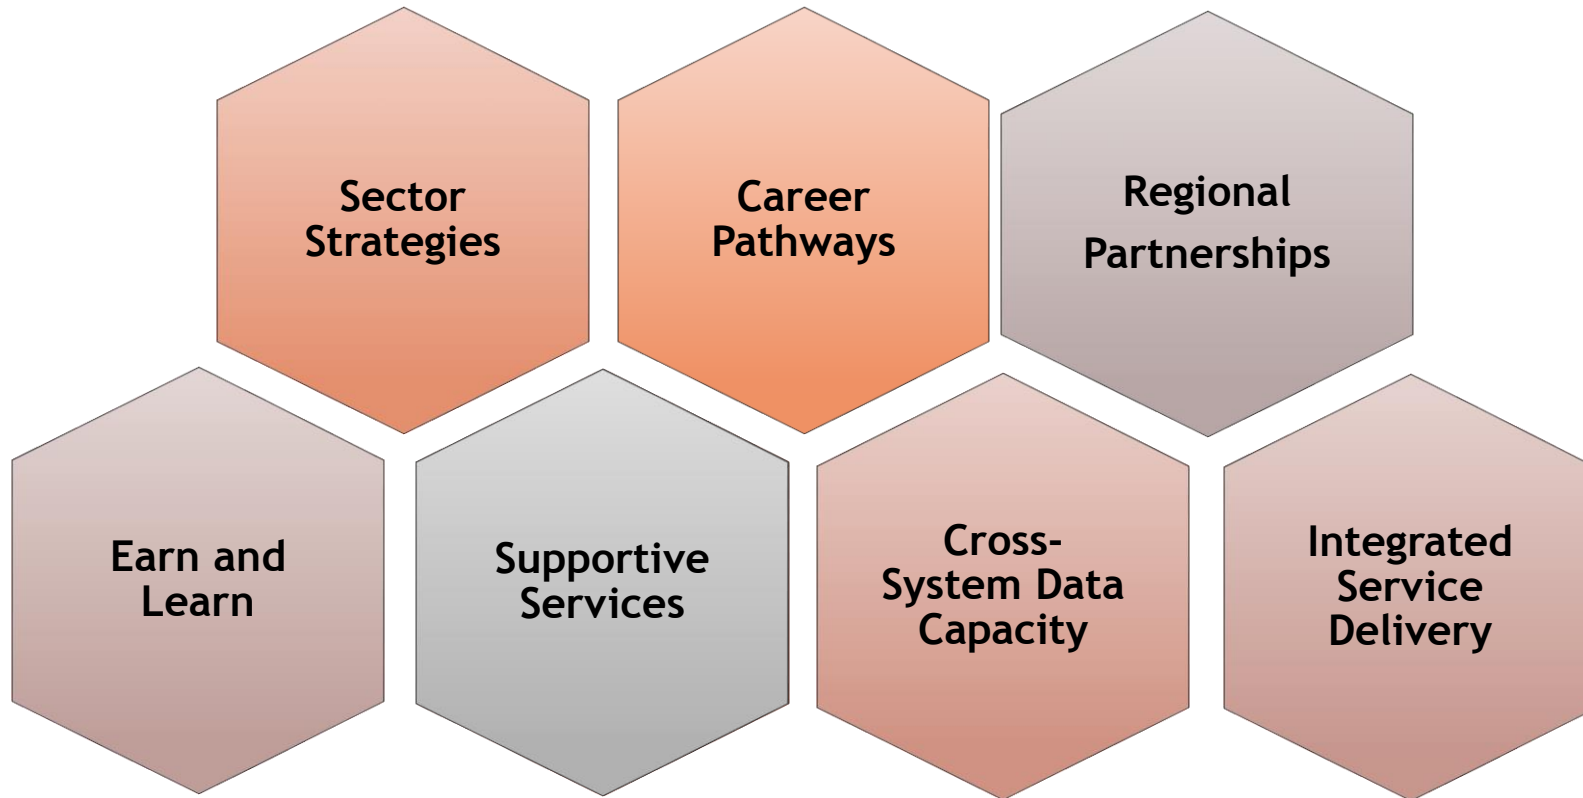 Sector
Strategies
Career
Pathways
Regional
Partnerships
Earn and
Learn
Supportive
Services
Cross-
System Data
Capacity
Integrated
Service
Delivery